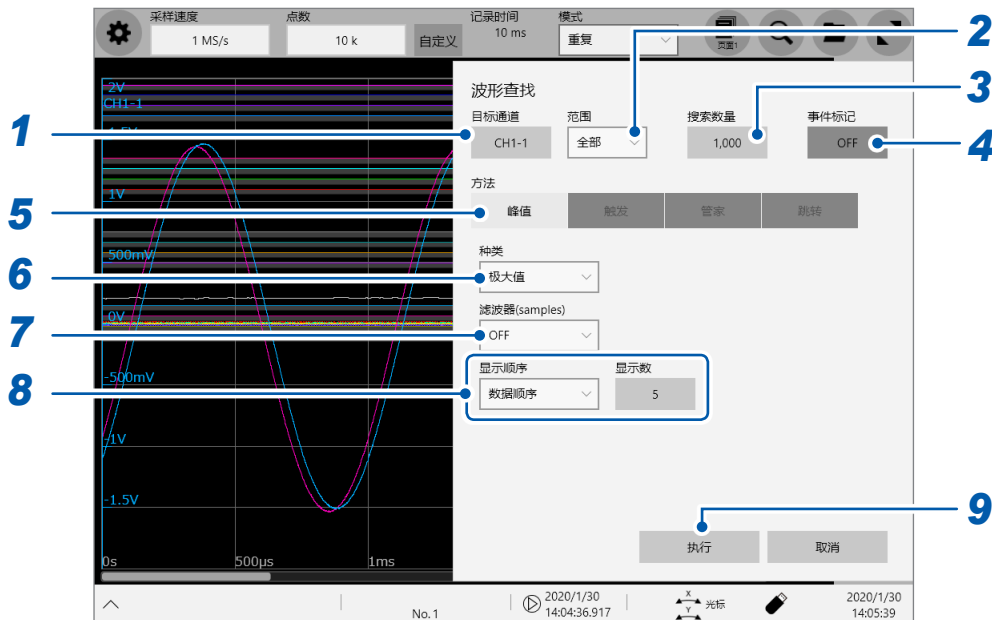 采样速度 点数 记录时间 模式
1 MS/s 10 k 自定义 10 ms 重复 页面1
2
3
4
1
5
6
7
8
9
波形查找
目标通道 范围 搜索数量 事件标记
CH1-1 全部 1,000 OFF
方法
峰值 触发 管家 跳转
种类
极大值
滤波器(samples)
OFF
显示顺序 显示数
数据顺序 5
执行 取消
2V
CH1-1
1V
500mV
0V
-500mV
-1V
-1.5V
0s 500μs 1ms
No. 1
2020/1/30
14:04:36.917
X
Y
光标
2020/1/30
14:05:39